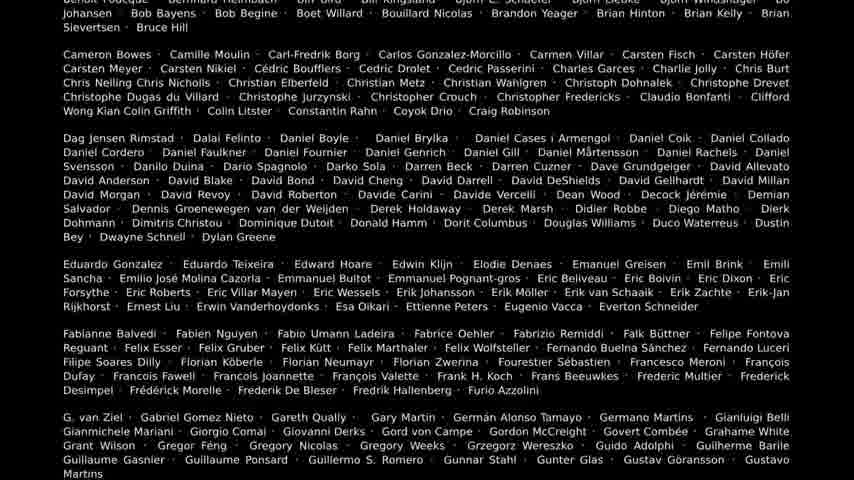 Johansen · Bob Bayens · Bob Begine · Boet Willard · Bouillard Nicolas · Brandon Yeager · Brian Hinton · Brian Kelly · Brian
Sievertsen · Bruce Hill
Cameron Bowes · Camille Moulin · Carl-Fredrik Borg · Carlos Gonzalez-Morcillo · Carmen Villar · Carsten Fisch · Carsten Höfer
Carsten Meyer · Carsten Nikiel · Cédric Boufflers · Cedric Drolet · Cedric Passerini · Charles Garces · Charlie Jolly · Chris Burt
Chris Nelling Chris Nicholls · Christian Elberfeld · Christian Metz · Christian Wahlgren · Christoph Dohnalek · Christophe Drevet
Christophe Dugas du Villard · Christophe Jurzynski · Christopher Crouch · Christopher Fredericks · Claudio Bonfanti · Clifford
Wong Kian Colin Griffith · Colin Litster · Constantin Rahn · Coyok Drio · Craig Robinson
Dag Jensen Rimstad · Dalai Felinto · Daniel Boyle · Daniel Brylka · Daniel Cases i Armengol · Daniel Coik · Daniel Collado
Daniel Cordero · Daniel Faulkner · Daniel Fournier · Daniel Genrich · Daniel Gill · Daniel Mårtensson · Daniel Rachels · Daniel
Svensson · Danilo Duina · Dario Spagnolo · Darko Sola · Darren Beck · Darren Cuzner · Dave Grundgeiger · David Allevato
David Anderson · David Blake · David Bond · David Cheng · David Darrell · David DeShields · David Gellhardt · David Millan
David Morgan · David Revoy · David Roberton · Davide Carini · Davide Vercelli · Dean Wood · Decock Jérémie · Demian
Salvador · Dennis Groenewegen van der Weijden · Derek Holdaway · Derek Marsh · Didier Robbe · Diego Matho · Dierk
Dohmann · Dimitris Christou · Dominique Dutoit · Donald Hamm · Dorit Columbus · Douglas Williams · Duco Waterreus · Dustin
Bey · Dwayne Schnell · Dylan Greene
Eduardo Gonzalez · Eduardo Teixeira · Edward Hoare · Edwin Klijn · Elodie Denaes · Emanuel Greisen · Emil Brink · Emili
Sancha · Emilio José Molina Cazorla · Emmanuel Bultot · Emmanuel Pognant-gros · Eric Beliveau · Eric Boivin · Eric Dixon · Eric
Forsythe · Eric Roberts · Eric Villar Mayen · Eric Wessels · Erik Johansson · Erik Möller · Erik van Schaaik · Erik Zachte · Erik-Jan
Rijkhorst · Ernest Liu · Erwin Vanderhoydonks · Esa Oikari · Ettienne Peters · Eugenio Vacca · Everton Schneider
Fabianne Balvedi · Fabien Nguyen · Fabio Umann Ladeira · Fabrice Oehler · Fabrizio Remiddi · Falk Büttner · Felipe Fontova
Reguant · Felix Esser · Felix Gruber · Felix Kütt · Felix Marthaler · Felix Wolfsteller · Fernando Buelna Sánchez · Fernando Luceri
Filipe Soares Dilly · Florian Köberle · Florian Neumayr · Florian Zwerina · Fourestier Sébastien · Francesco Meroni · François
Dufay · Francois Fawell · Francois Joannette · François Valette · Frank H. Koch · Frans Beeuwkes · Frederic Multier · Frederick
Desimpel · Frédérick Morelle · Frederik De Bleser · Fredrik Hallenberg · Furio Azzolini
G. van Ziel · Gabriel Gomez Nieto · Gareth Qually · Gary Martin · Germán Alonso Tamayo · Germano Martins · Gianluigi Belli
Gianmichele Mariani · Giorgio Comai · Giovanni Derks · Gord von Campe · Gordon McCreight · Govert Combée · Grahame White
Grant Wilson · Gregor Féng · Gregory Nicolas · Gregory Weeks · Grzegorz Wereszko · Guido Adolphi · Guilherme Barile
Guillaume Gasnier · Guillaume Ponsard · Guillermo S. Romero · Gunnar Stahl · Gunter Glas · Gustav Göransson · Gustavo
Martins